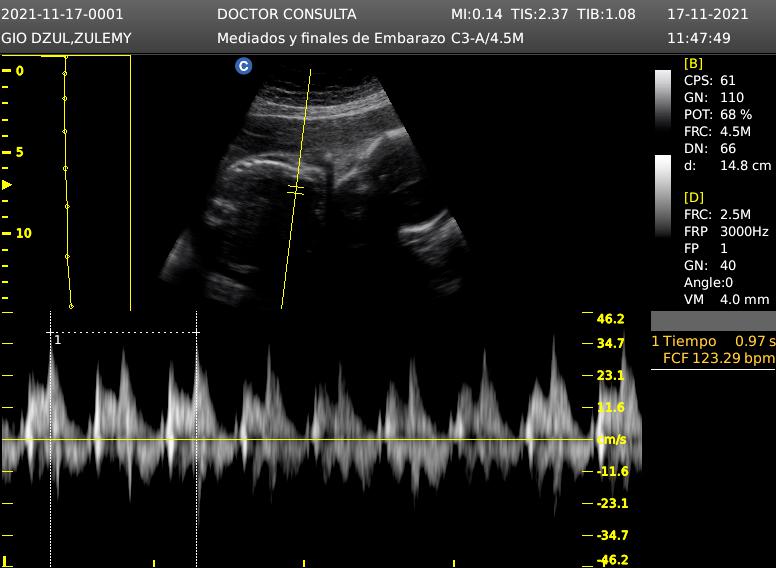 2021-11-17-0001 DOCTOR CONSULTA MI:0.14 TIS:2.37 TIB:1.08 17-11-2021
GIO DZUL,ZULEMY Mediados y finales de Embarazo C3-A/4.5M 11:47:49
C
0
5
10
[B]
CPS: 61
GN: 110
POT: 68 %
FRC: 4.5M
DN: 66
d: 14.8 cm
[D]
FRC: 2.5M
FRP 3000Hz
FP 1
GN: 40
Angle:0
VM 4.0 mm
1 Tiempo 0.97 s
FCF 123.29 bpm
1
46.2
34.7
23.1
11.6
cm/s
-11.6
-23.1
-34.7
-46.2